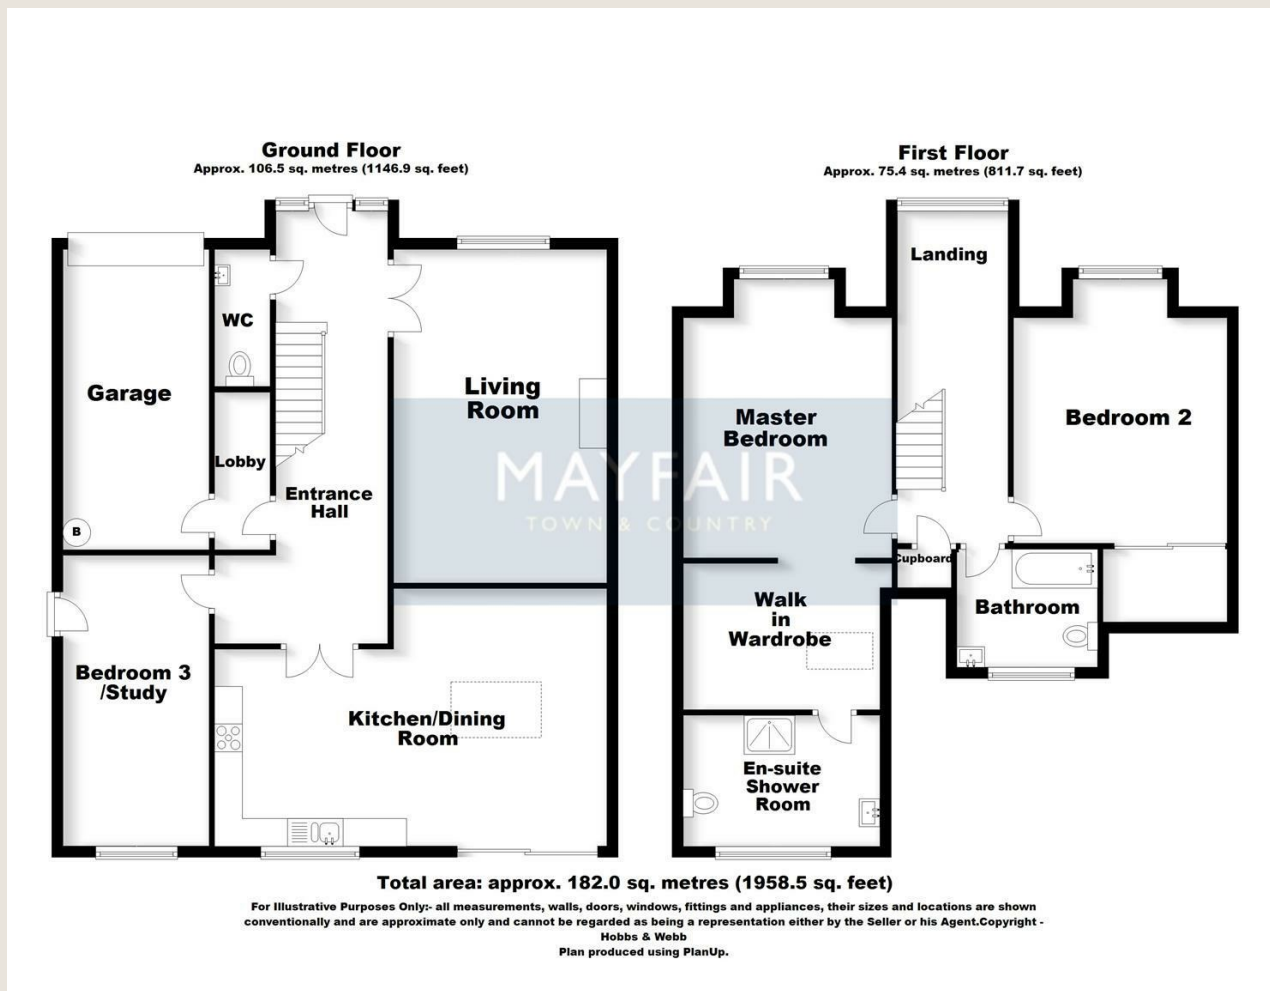 Ground Floor
Approx. 106.5 sq. metres (1146.9 sq. feet)
First Floor
Approx. 75.4 sq. metres (811.7 sq. feet)
Landing
WC
Garage
Living
Room
Master
Bedroom
Bedroom 2
Lobby
MAYFAIR
TOWN & COUNTRY
Entrance
Hall
B
Cupboard
Walk
in
Wardrobe
Bathroom
Bedroom 3
/Study
Kitchen/Dining
Room
En-suite
Shower
Room
Total area: approx. 182.0 sq. metres (1958.5 sq. feet)
For Illustrative Purposes Only:- all measurements, walls, doors, windows, fittings and appliances, their sizes and locations are shown
conventionally and are approximate only and cannot be regarded as being a representation either by the Seller or his Agent.Copyright -
Hobbs & Webb
Plan produced using PlanUp.